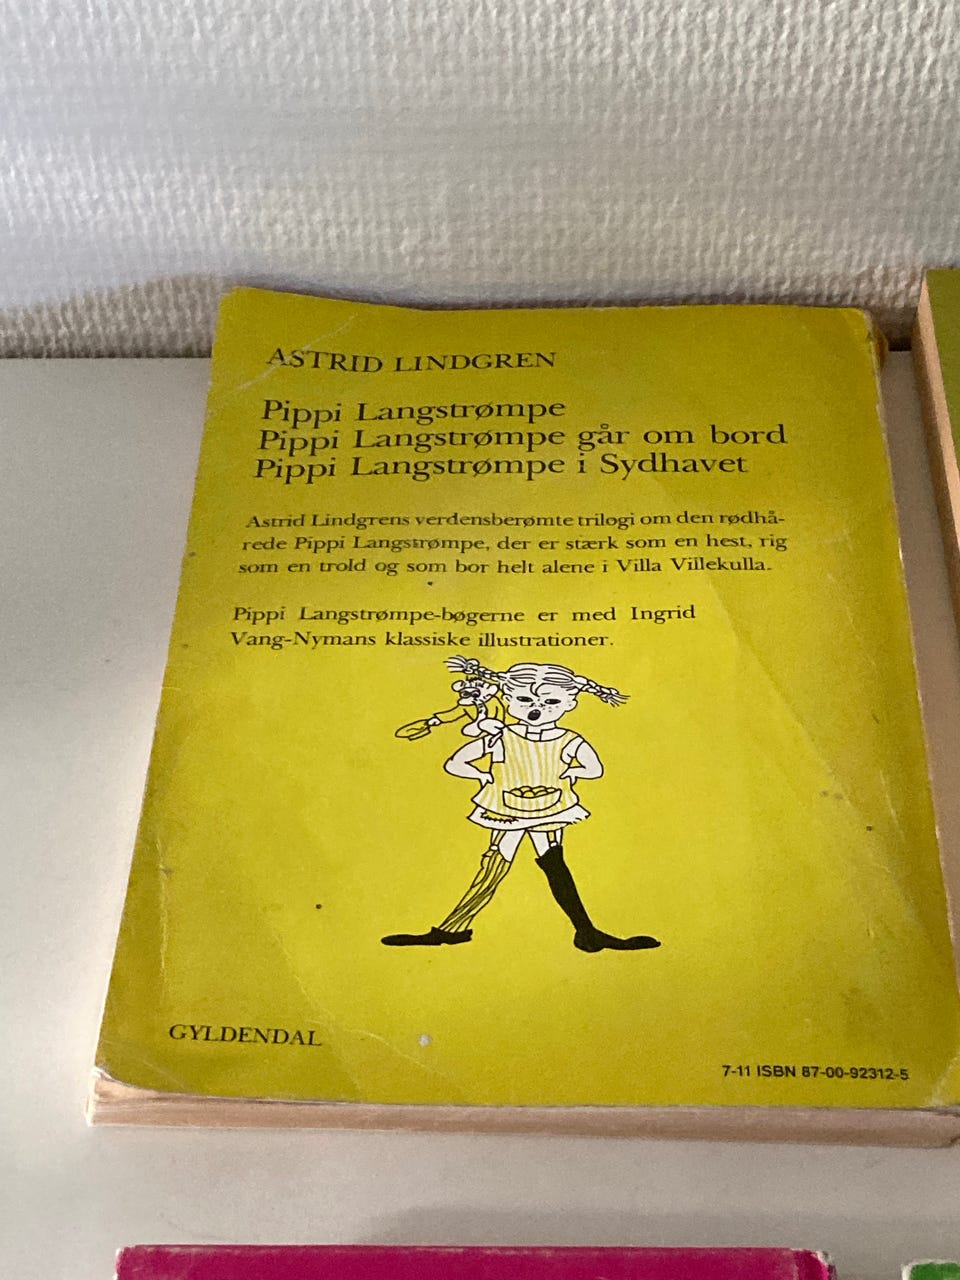 ASTRID LINDGREN
Pippi Langstrømpe
Pippi Langstrømpe går om bord
Pippi Langstrømpe i Sydhavet
Astrid Lindgrens verdensberømte trilogi om den rødhå-
rede Pippi Langstrømpe, der er stærk som en hest, rig
som en trold og som bor helt alene i Villa Villekulla.
Pippi Langstrømpe-bøgerne er med Ingrid
Vang-Nymans klassiske illustrationer.
GYLDENDAL
7-11 ISBN 87-00-92312-5